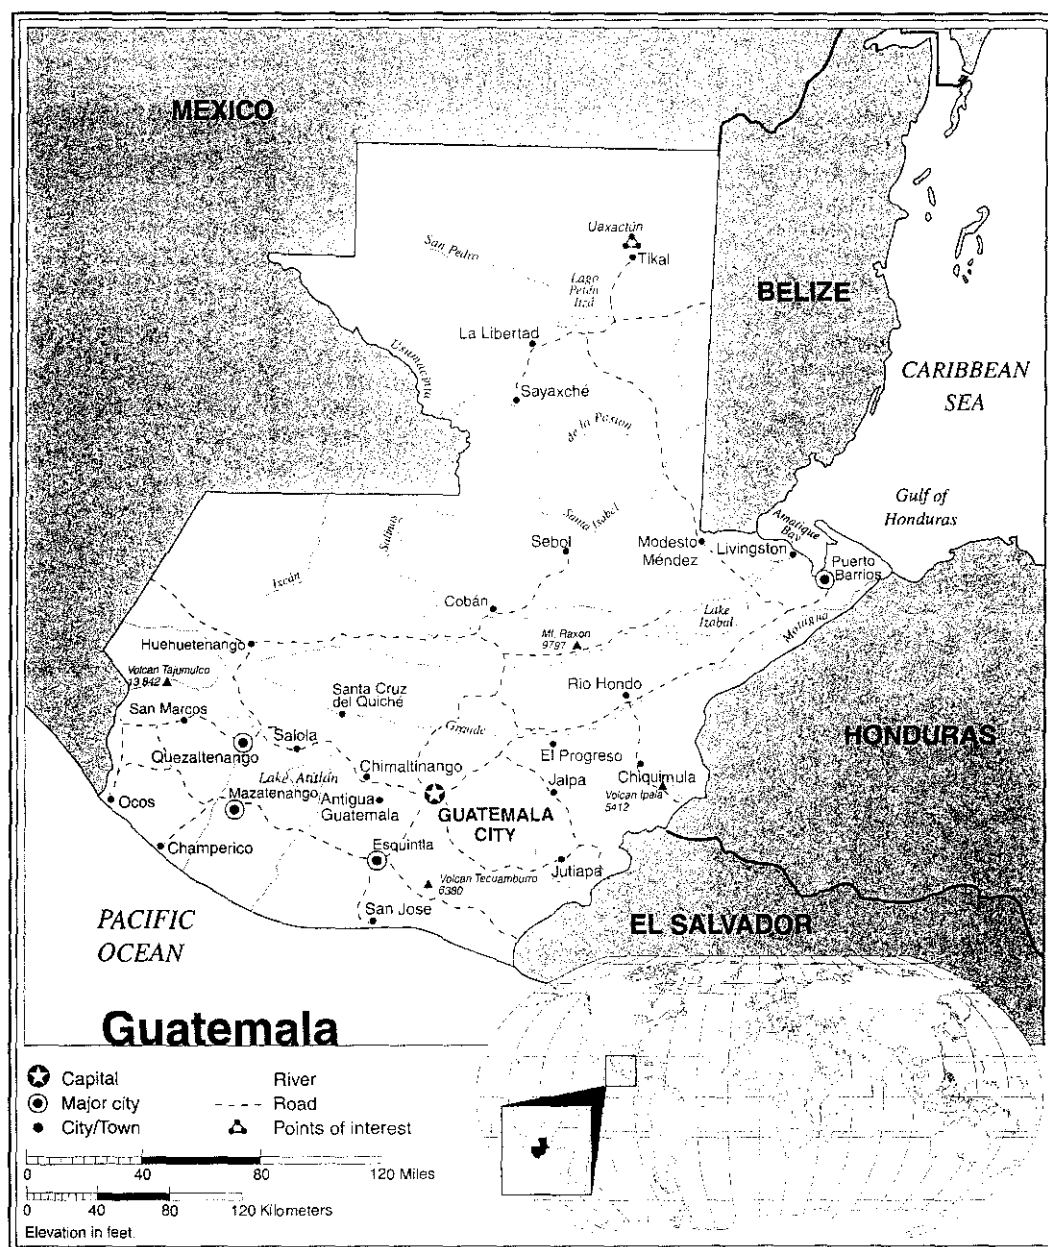 MEXICO
Uaxactún
San Pedro
Tikal
Lago
Petén
Itzá
BELIZE
La Libertad
Usumacinta
CARIBBEAN
SEA
Sayaxché
de la Pasion
Gulf of
Honduras
Salinas
Santa Isabel
Amatique
Bay
Sebol
Modesto
Méndez
Livingston
Puerto
Barrios
Ixcán
Cobán
Lake
Izabal
Motagua
Huehuetenango
Mt. Raxon
9797
Volcan Tajumulco
13,842
Santa Cruz
del Quiché
Rio Hondo
San Marcos
Grande
HONDURAS
Quezaltenango
Salola
El Progreso
Chimaltinango
Lake Atitlán
Chiquimula
Mazatenahgo
Jalpa
Volcan Ipala
5412
Ocos
Antigua
Guatemala
GUATEMALA
CITY
Champerico
Esquintla
Jutiapa
Volcan Tecuamburro
6380
San Jose
PACIFIC
OCEAN
EL SALVADOR
Guatemala
Capital
River
Major city
Road
City/Town
Points of interest
0 40 80 120 Miles
0 40 80 120 Kilometers
Elevation in feet.